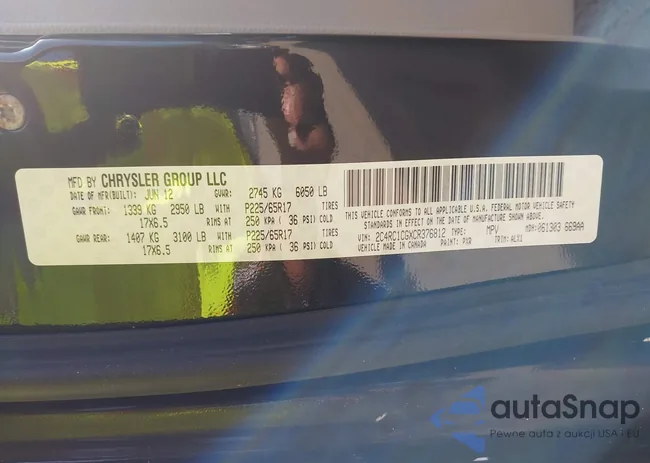 MFD BY CHRYSLER GROUP LLC
DATE OF MFR(BUILT): JUN 12 GVWR: 2745 KG 6050 LB
GAWR FRONT: 1339 KG 2950 LB WITH P225/65R17 TIRES
17X6.5 RIMS AT 250 KPA ( 36 PSI) COLD
GAWR REAR: 1407 KG 3100 LB WITH P225/65R17 TIRES
17X6.5 RIMS AT 250 KPA ( 36 PSI) COLD
THIS VEHICLE CONFORMS TO ALL APPLICABLE U.S.A. FEDERAL MOTOR VEHICLE SAFETY
STANDARDS IN EFFECT ON THE DATE OF MANUFACTURE SHOWN ABOVE.
VIN: 2C4RC1CGXCR376812 TYPE: MPV MDH: 061303 669AA
VEHICLE MADE IN CANADA PAINT: PXR TRIM: ALX1
autaSnap
Pewne auta z aukcji USA i EU